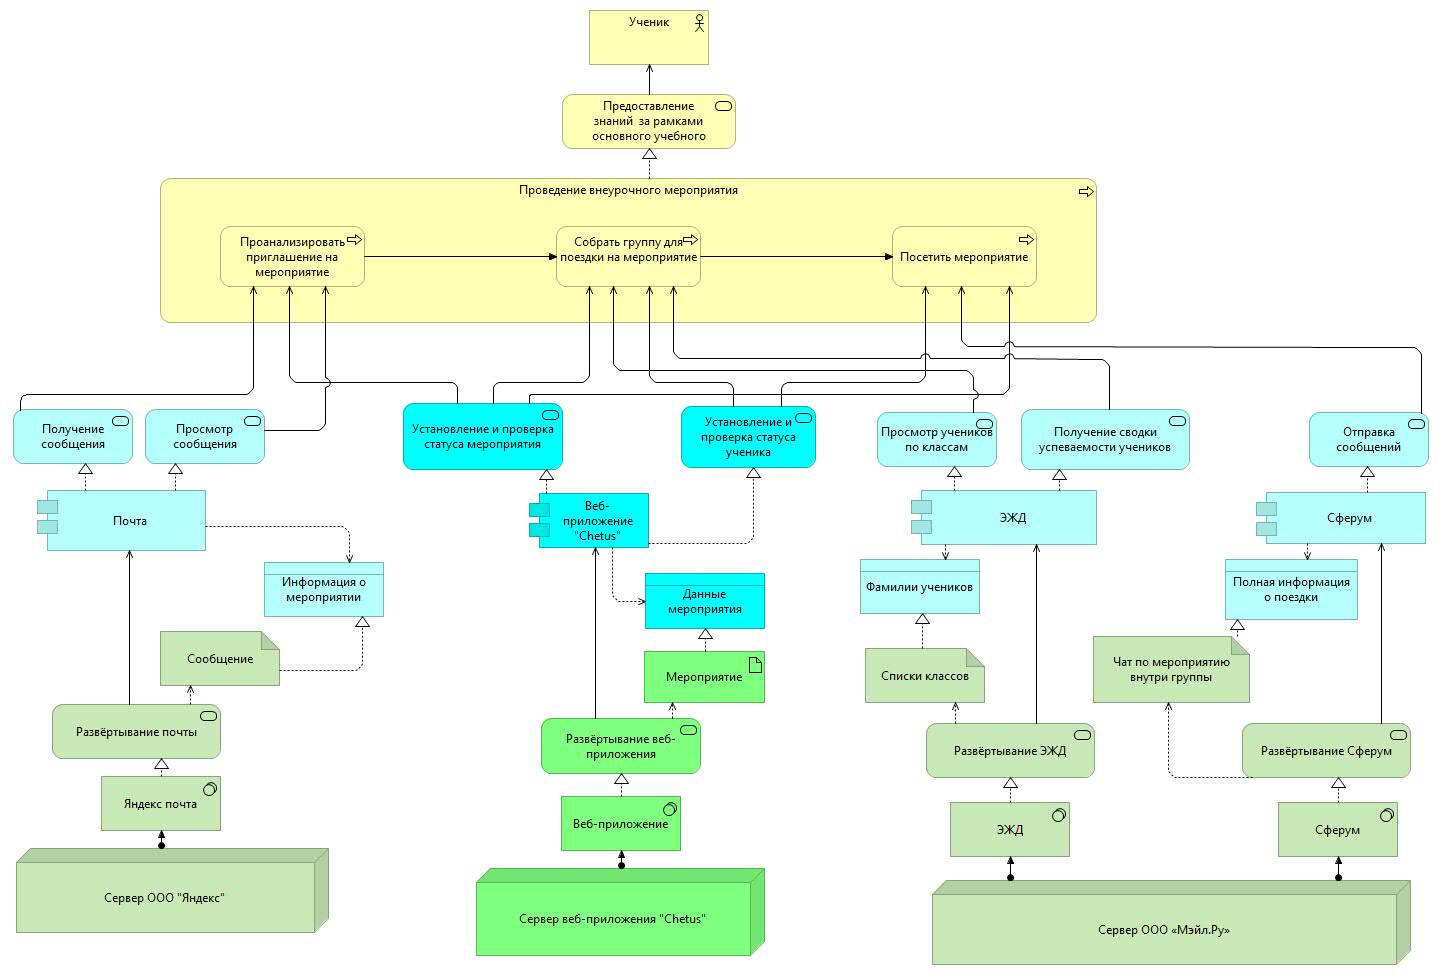 Ученик
Предоставление
знаний за рамками
основного учебного
Проведение внеурочного мероприятия
Проанализировать
приглашение на
мероприятие
Собрать группу для
поездки на мероприятие
Посетить мероприятие
Получение
сообщения
Просмотр
сообщения
Установление и проверка
статуса мероприятия
Установление и
проверка статуса
ученика
Просмотр учеников
по классам
Получение сводки
успеваемости учеников
Отправка
сообщений
Почта
Веб-
приложение
"Chetus"
ЭЖД
Сферум
Информация о
мероприятии
Данные
мероприятия
Фамилии учеников
Полная информация
о поездки
Сообщение
Мероприятие
Списки классов
Чат по мероприятию
внутри группы
Развёртывание почты
Развёртывание веб-
приложения
Развёртывание ЭЖД
Развёртывание Сферум
Яндекс почта
Веб-приложение
ЭЖД
Сферум
Сервер ООО "Яндекс"
Сервер веб-приложения "Chetus"
Сервер ООО «Мэйл.Ру»